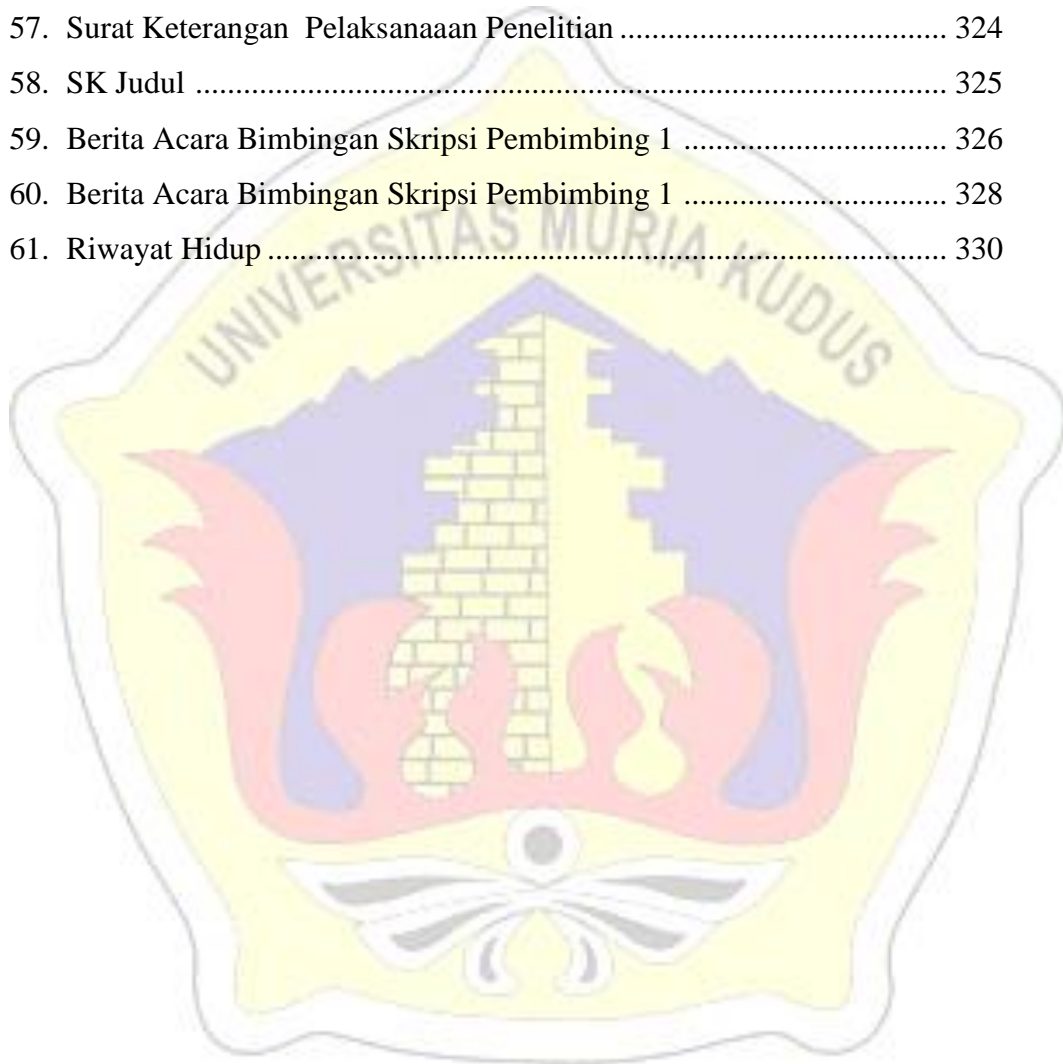 57. Surat Keterangan  Pelaksanaaan Penelitian ........................................ 324
58. SK Judul ............................................................................................. 325
59. Berita Acara Bimbingan Skripsi Pembimbing 1 ................................ 326
60. Berita Acara Bimbingan Skripsi Pembimbing 1 ................................ 328
61. Riwayat Hidup .................................................................................... 330
UNIVERSITAS MURIA KUDUS